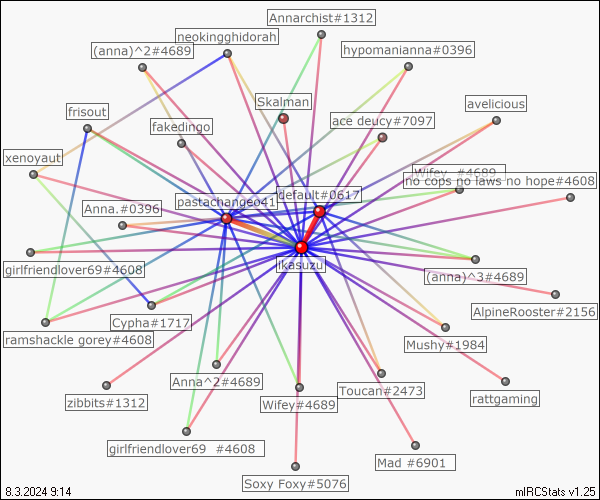 Annarchist#1312
neokingghidorah
(anna)^2#4689
hypomanianna#0396
Skalman
avelicious
frisout
ace deucy#7097
fakedingo
xenoyaut
Wifey_ #4689
no cops no laws no hope#4608
default#0617
pastachangeo41
Anna.#0396
ikasuzu
girlfriendlover69#4608
(anna)^3#4689
AlpineRooster#2156
Cypha#1717
ramshackle gorey#4608
Mushy#1984
Anna^2#4689
Toucan#2473
rattgaming
zibbits#1312
Wifey#4689
girlfriendlover69 #4608
Mad #6901
Soxy Foxy#5076
8.3.2024 9:14
mIRCStats v1.25